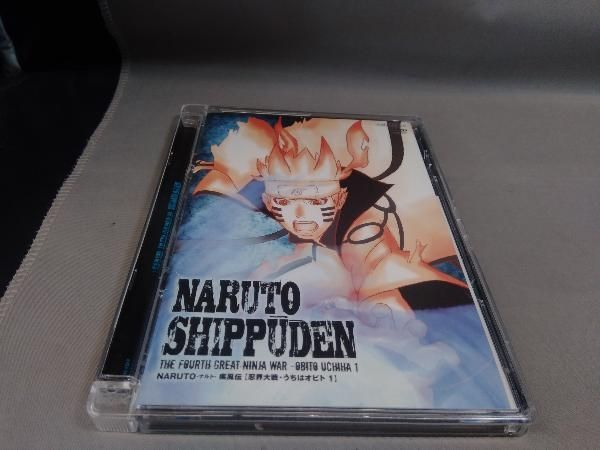 NARUTO
SHIPPŪDEN
THE FOURTH GREAT NINJA WAR -OBITO UCHIHA 1
NARUTO-ナルト- 疾風伝 [忍界大戦・うちはオビト 1]